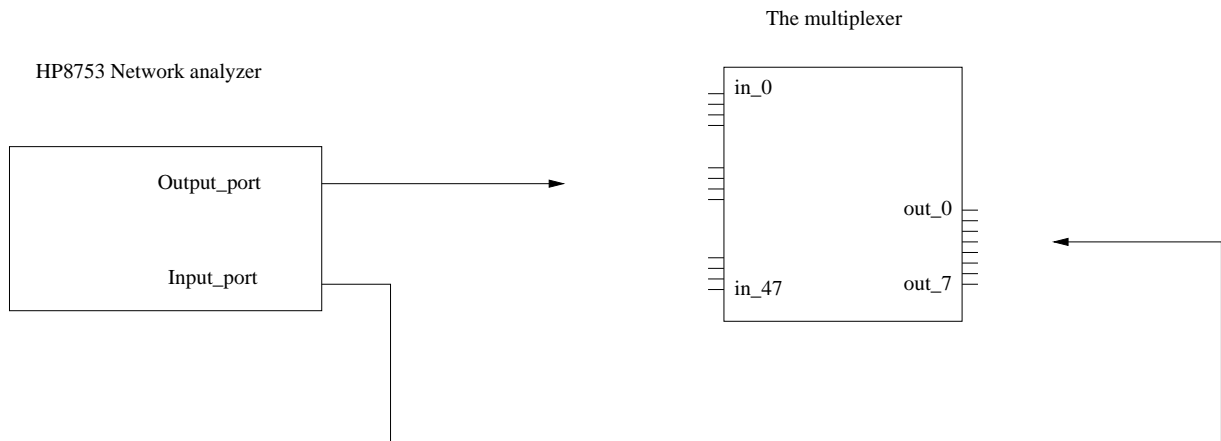 The multiplexer
HP8753 Network analyzer
in_0
Output_port
out_0
Input_port
in_47
out_7